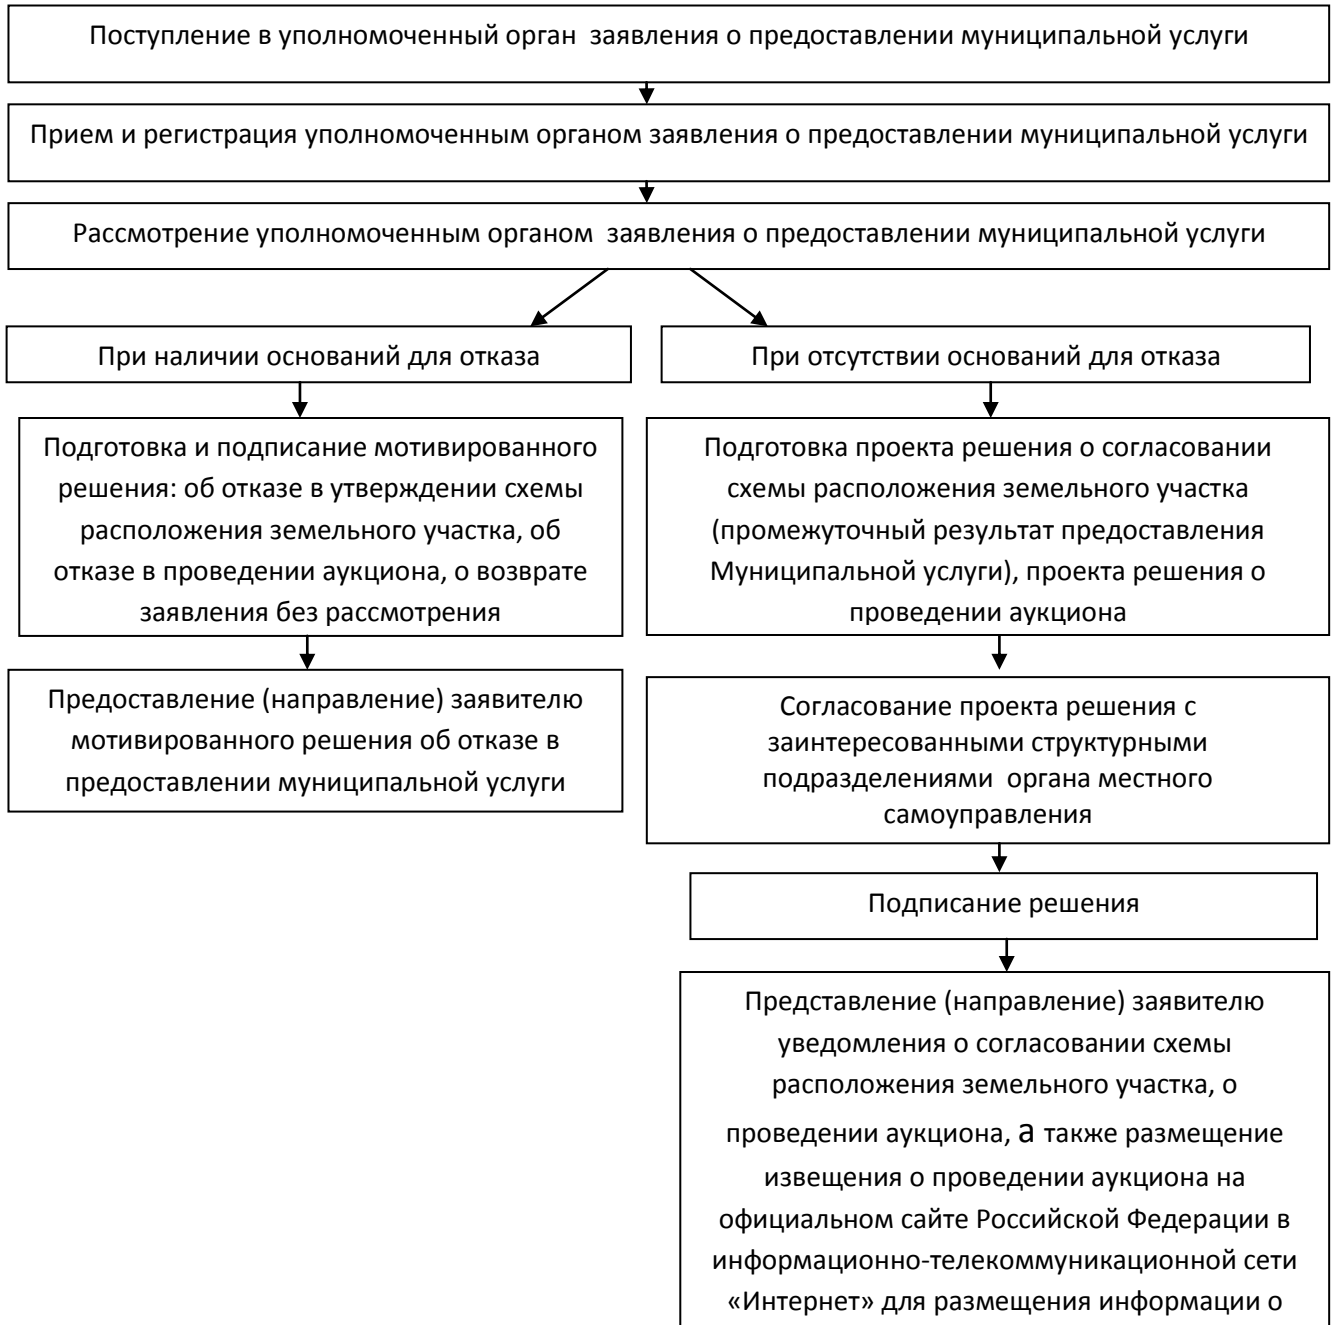 Поступление в уполномоченный орган заявления о предоставлении муниципальной услуги
Прием и регистрация уполномоченным органом заявления о предоставлении муниципальной услуги
Рассмотрение уполномоченным органом заявления о предоставлении муниципальной услуги
При наличии оснований для отказа
При отсутствии оснований для отказа
Подготовка и подписание мотивированного
решения: об отказе в утверждении схемы
расположения земельного участка, об
отказе в проведении аукциона, о возврате
заявления без рассмотрения
Подготовка проекта решения о согласовании
схемы расположения земельного участка
(промежуточный результат предоставления
Муниципальной услуги), проекта решения о
проведении аукциона
Предоставление (направление) заявителю
мотивированного решения об отказе в
предоставлении муниципальной услуги
Согласование проекта решения с
заинтересованными структурными
подразделениями органа местного
самоуправления
Подписание решения
Представление (направление) заявителю
уведомления о согласовании схемы
расположения земельного участка, о
проведении аукциона, а также размещение
извещения о проведении аукциона на
официальном сайте Российской Федерации в
информационно-телекоммуникационной сети
«Интернет» для размещения информации о